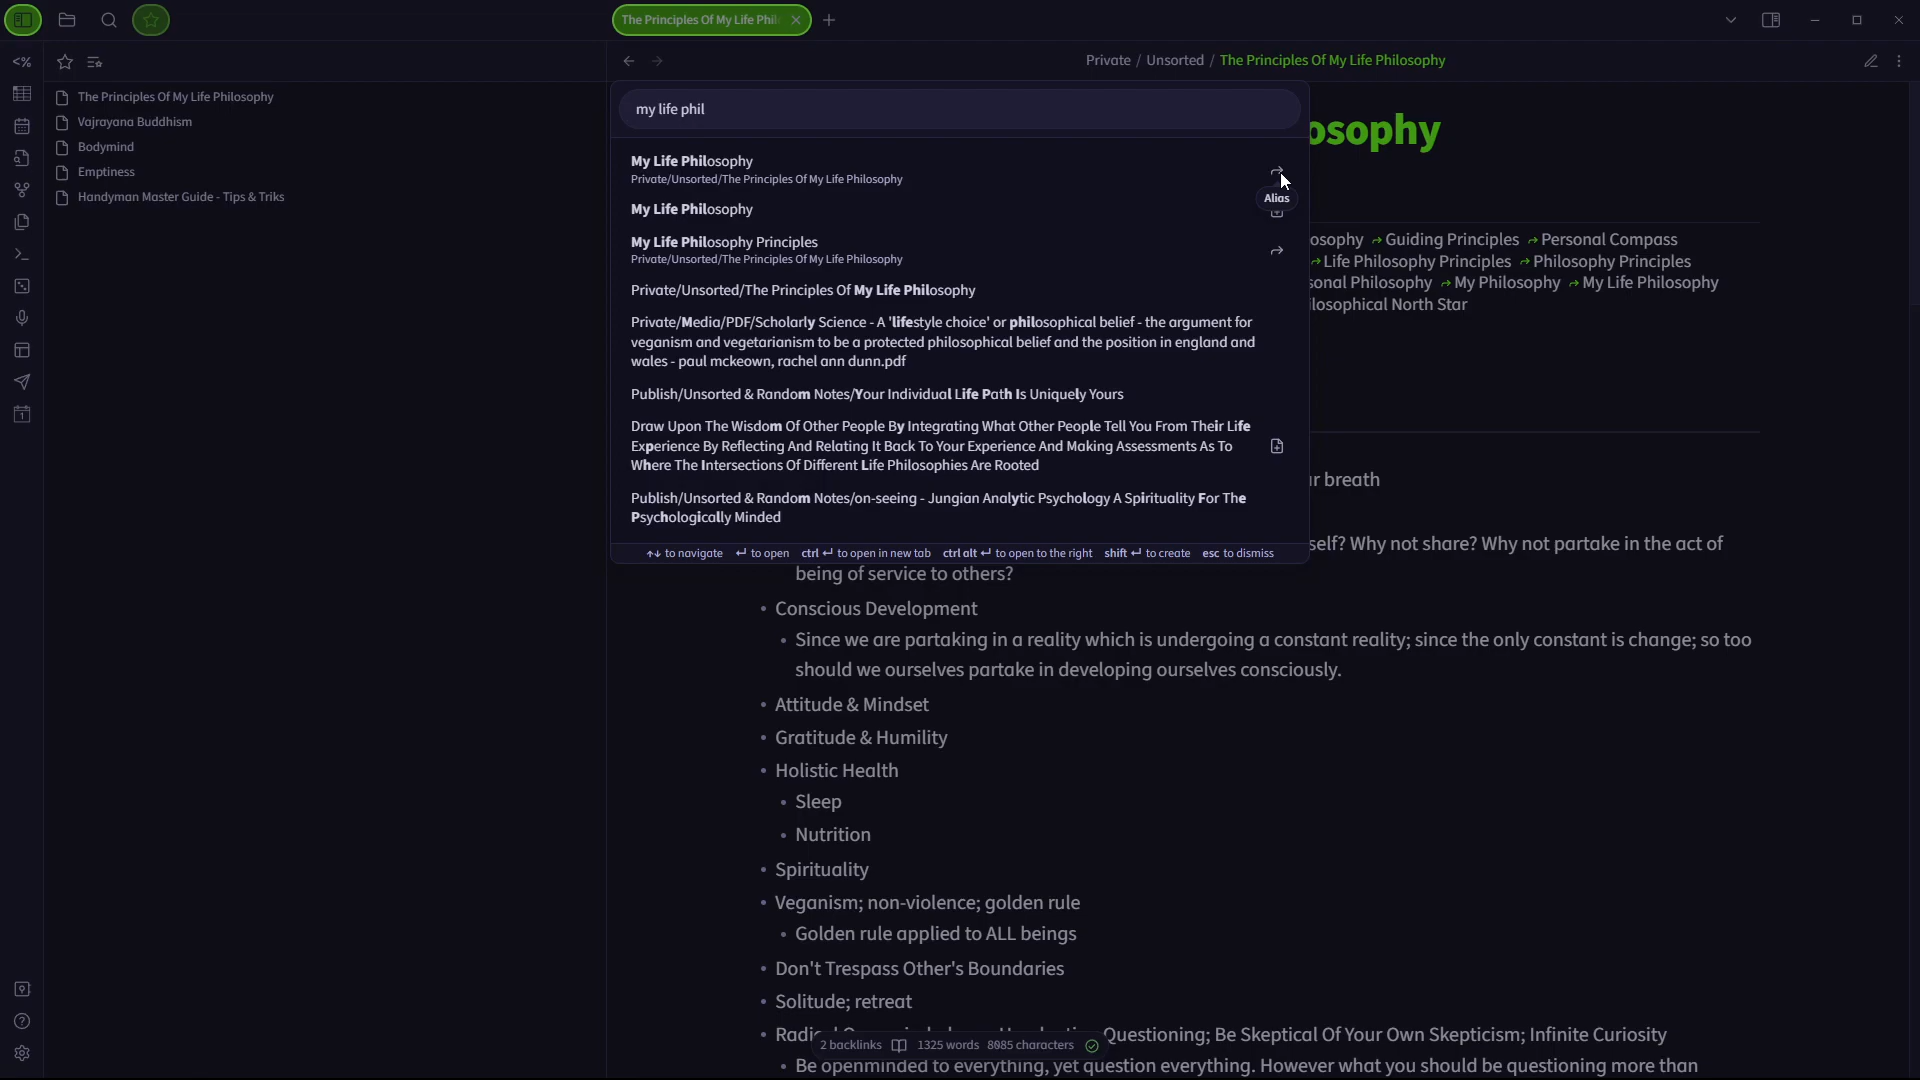 The Principles Of My Life Phil
Private / Unsorted / The Principles Of My Life Philosophy
The Principles Of My Life Philosophy
Vajrayana Buddhism
Bodymind
Emptiness
Handyman Master Guide - Tips & Triks
my life phil
My Life Philosophy
Private/Unsorted/The Principles Of My Life Philosophy
Alias
My Life Philosophy
My Life Philosophy Principles
Private/Unsorted/The Principles Of My Life Philosophy
Private/Unsorted/The Principles Of My Life Philosophy
Private/Media/PDF/Scholarly Science - A 'lifestyle choice' or philosophical belief - the argument for
veganism and vegetarianism to be a protected philosophical belief and the position in england and
wales - paul mckeown, rachel ann dunn.pdf
Publish/Unsorted & Random Notes/Your Individual Life Path Is Uniquely Yours
Draw Upon The Wisdom Of Other People By Integrating What Other People Tell You From Their Life
Experience By Reflecting And Relating It Back To Your Experience And Making Assessments As To
Where The Intersections Of Different Life Philosophies Are Rooted
Publish/Unsorted & Random Notes/on-seeing - Jungian Analytic Psychology A Spirituality For The
Psychologically Minded
↑↓ to navigate ↵ to open ctrl ↵ to open in new tab ctrl alt ↵ to open to the right shift ↵ to create esc to dismiss
osophy
osophy Guiding Principles Personal Compass
Life Philosophy Principles Philosophy Principles
sonal Philosophy My Philosophy My Life Philosophy
ilosophical North Star
r breath
self? Why not share? Why not partake in the act of
being of service to others?
• Conscious Development
• Since we are partaking in a reality which is undergoing a constant reality; since the only constant is change; so too
should we ourselves partake in developing ourselves consciously.
• Attitude & Mindset
• Gratitude & Humility
• Holistic Health
• Sleep
• Nutrition
• Spirituality
• Veganism; non-violence; golden rule
• Golden rule applied to ALL beings
• Don't Trespass Other's Boundaries
• Solitude; retreat
Questioning; Be Skeptical Of Your Own Skepticism; Infinite Curiosity
2 backlinks 1325 words 8085 characters
• Be openminded to everything, yet question everything. However what you should be questioning more than